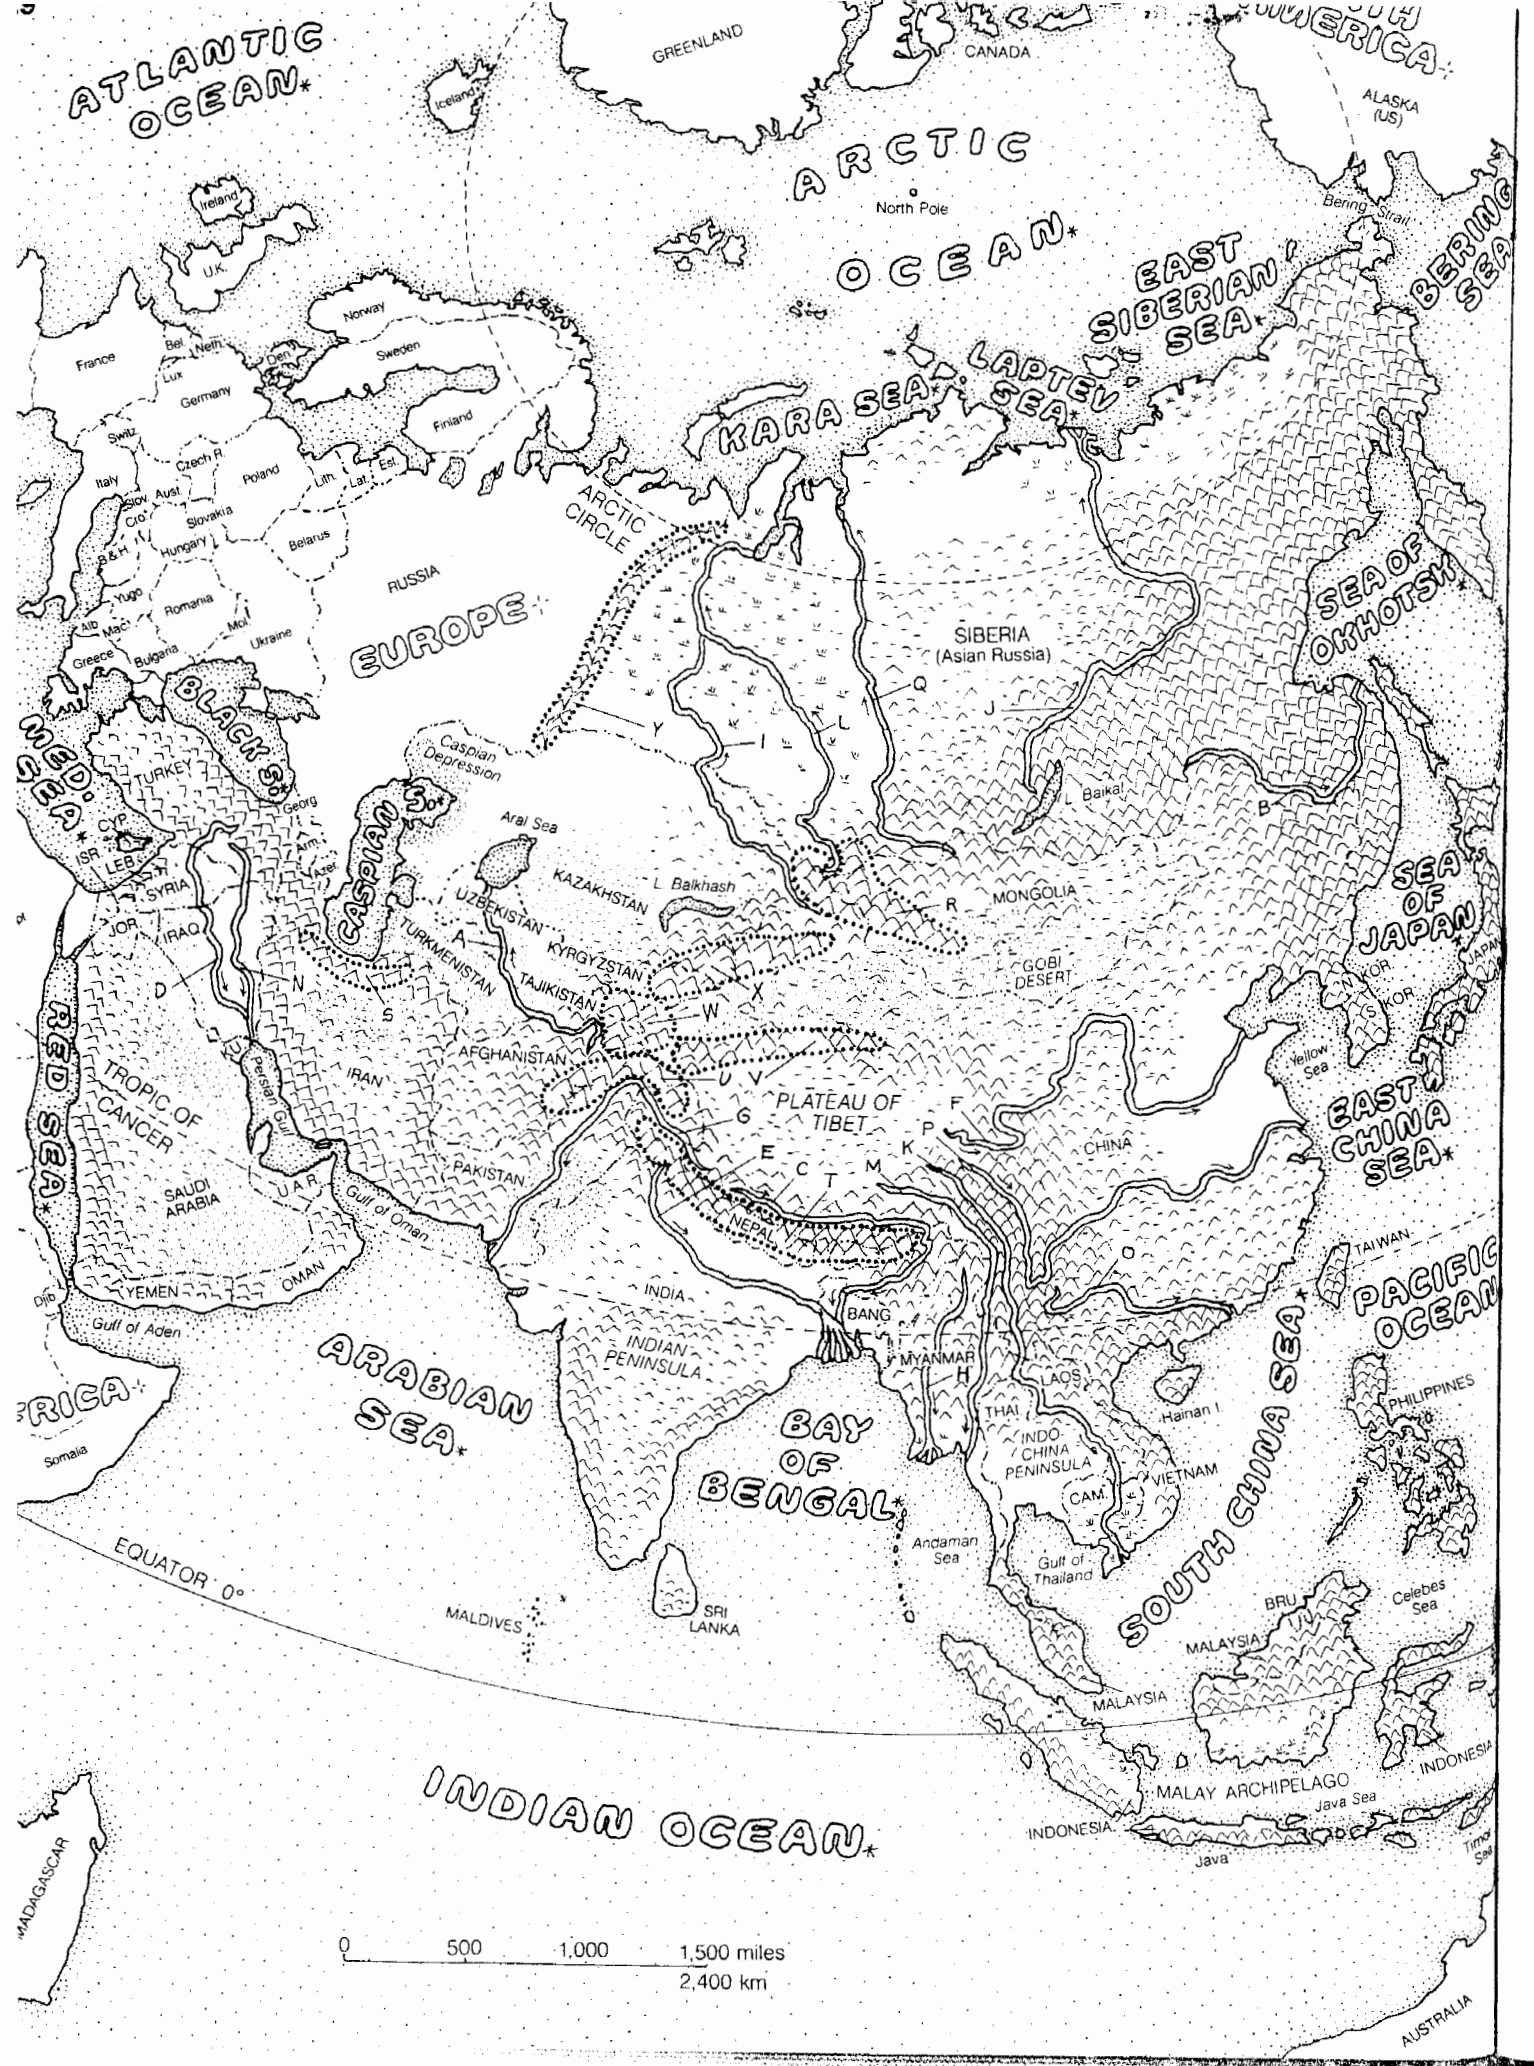 9
ATLANTIC
OCEAN*
GREENLAND
CANADA
AMERICA
ALASKA
(US)
Iceland
ARCTIC
North Pole
OCEAN*
Bering Strait
BERING
SEA
Ireland
U.K.
EAST
SIBERIAN
SEA*
LAPTEV
SEA*
KARA SEA*
Norway
Sweden
Finland
Den.
France
Bel.
Neth.
Lux
Germany
Switz.
Czech R.
Poland
Lith.
Lat.
Est.
Italy
Slov.
Aust.
Cro.
Slovakia
B&H.
Hungary
Belarus
Yugo
Romania
Mol.
Ukraine
Alb
Mac.
Greece
Bulgaria
ARCTIC
CIRCLE
RUSSIA
EUROPE
SIBERIA
(Asian Russia)
SEA OF
OKHOTSK*
Q
J
L
I
Y
B
L. Baikal
MED.
SEA*
BLACK S.*
TURKEY
Caspian
Depression
CASPIAN S.*
Georg
Arm.
Azer
Aral Sea
CYP.
ISR.
LEB.
SYRIA
JOR.
IRAQ
KAZAKHSTAN
L. Balkhash
UZBEKISTAN
TURKMENISTAN
KYRGYZSTAN
TAJIKISTAN
A
R
MONGOLIA
GOBI
DESERT
SEA
OF
JAPAN*
JAPAN
N. KOR
S. KOR
D
N
S
X
W
U
V
AFGHANISTAN
IRAN
Persian Gulf
RED SEA*
TROPIC OF
CANCER
SAUDI
ARABIA
U.A.R.
Gulf of Oman
PAKISTAN
PLATEAU OF
TIBET
G
E
C
T
M
K
P
F
CHINA
Yellow
Sea
EAST
CHINA
SEA*
NEPAL
O
TAIWAN
PACIFIC
OCEAN
YEMEN
OMAN
Djib.
Gulf of Aden
INDIA
BANG.
INDIAN
PENINSULA
MYANMAR
H
LAOS
THAI.
INDO-
CHINA
PENINSULA
CAM.
VIETNAM
Hainan I.
PHILIPPINES
ARABIAN
SEA*
BAY
OF
BENGAL*
SOUTH CHINA SEA*
Somalia
Andaman
Sea
Gulf of
Thailand
EQUATOR 0°
MALDIVES
SRI
LANKA
BRU.
MALAYSIA
Celebes
Sea
MALAYSIA
INDONESIA
MALAY ARCHIPELAGO
Java Sea
INDONESIA
Java
INDIAN OCEAN*
MADAGASCAR
0 500 1,000 1,500 miles
2,400 km
AUSTRALIA